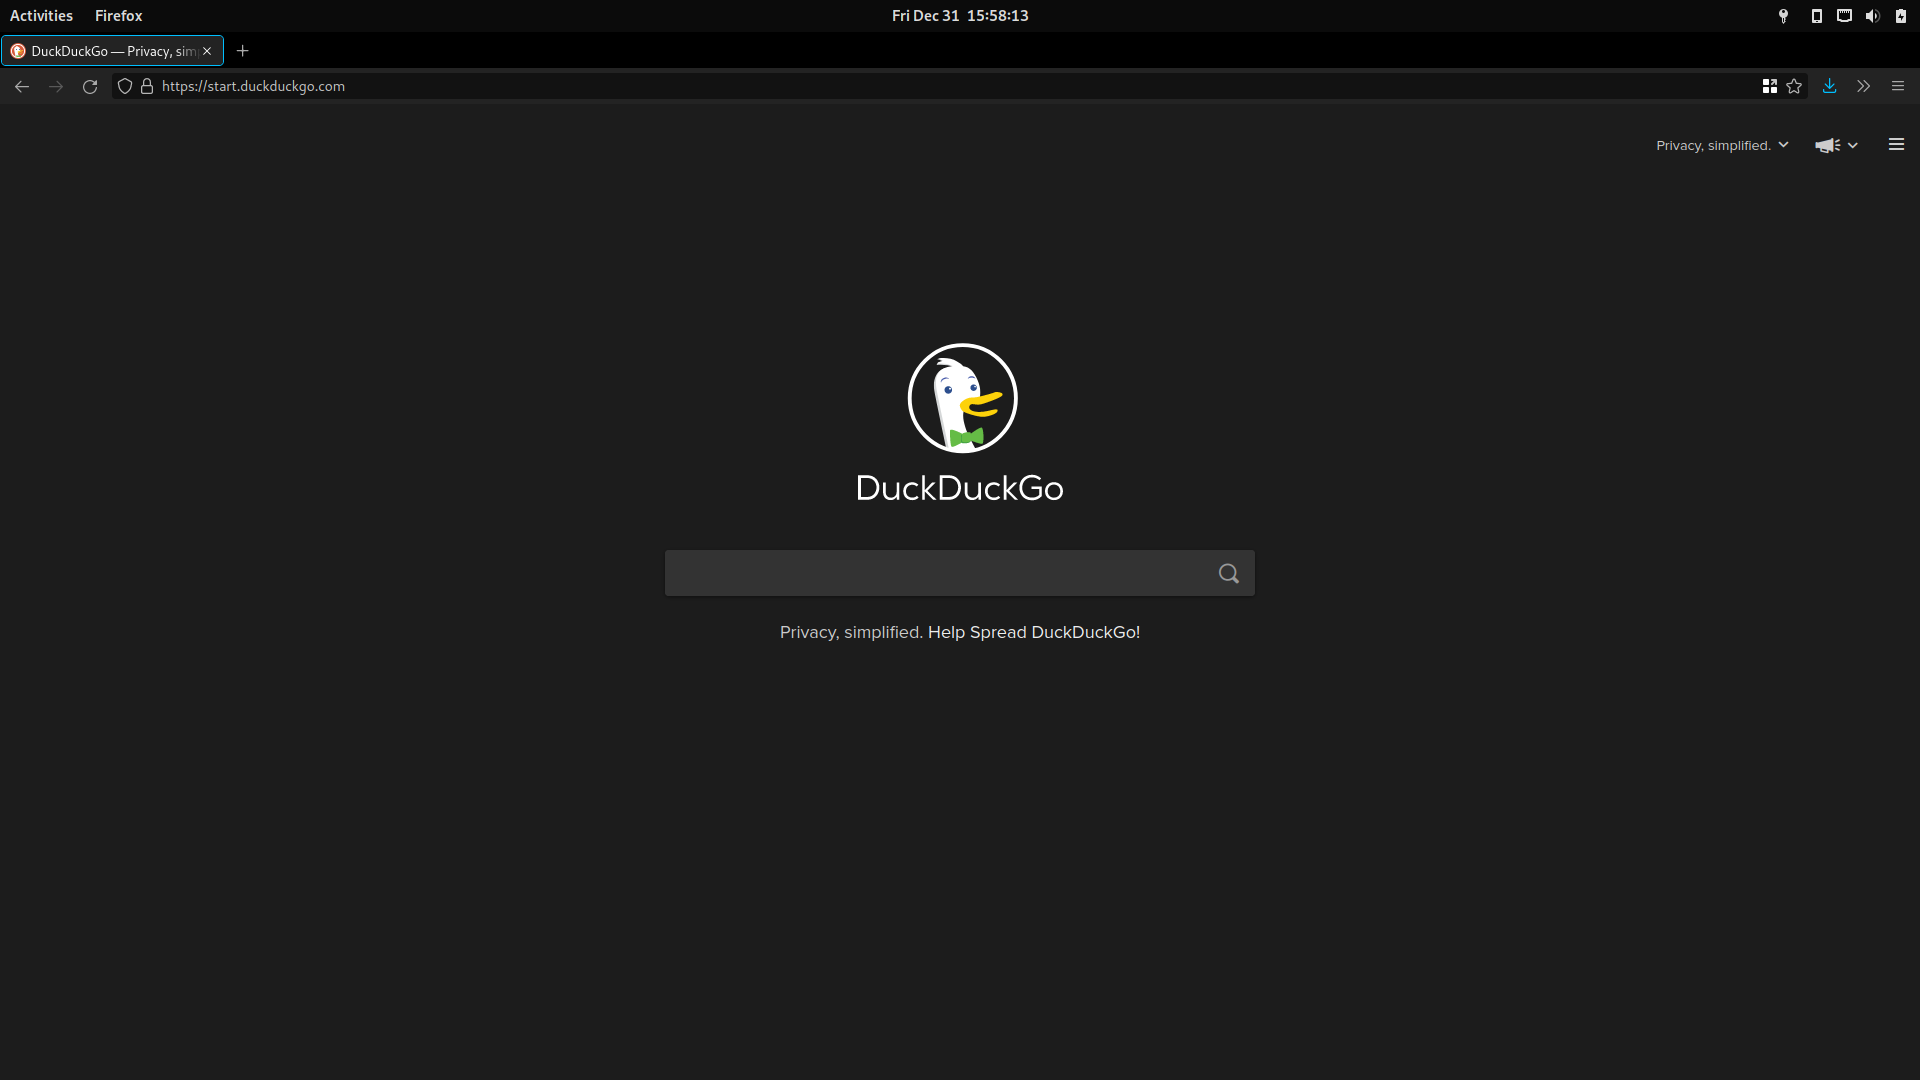 Activities Firefox Fri Dec 31 15:58:13
DuckDuckGo — Privacy, sim
https://start.duckduckgo.com
Privacy, simplified.
DuckDuckGo
Privacy, simplified. Help Spread DuckDuckGo!